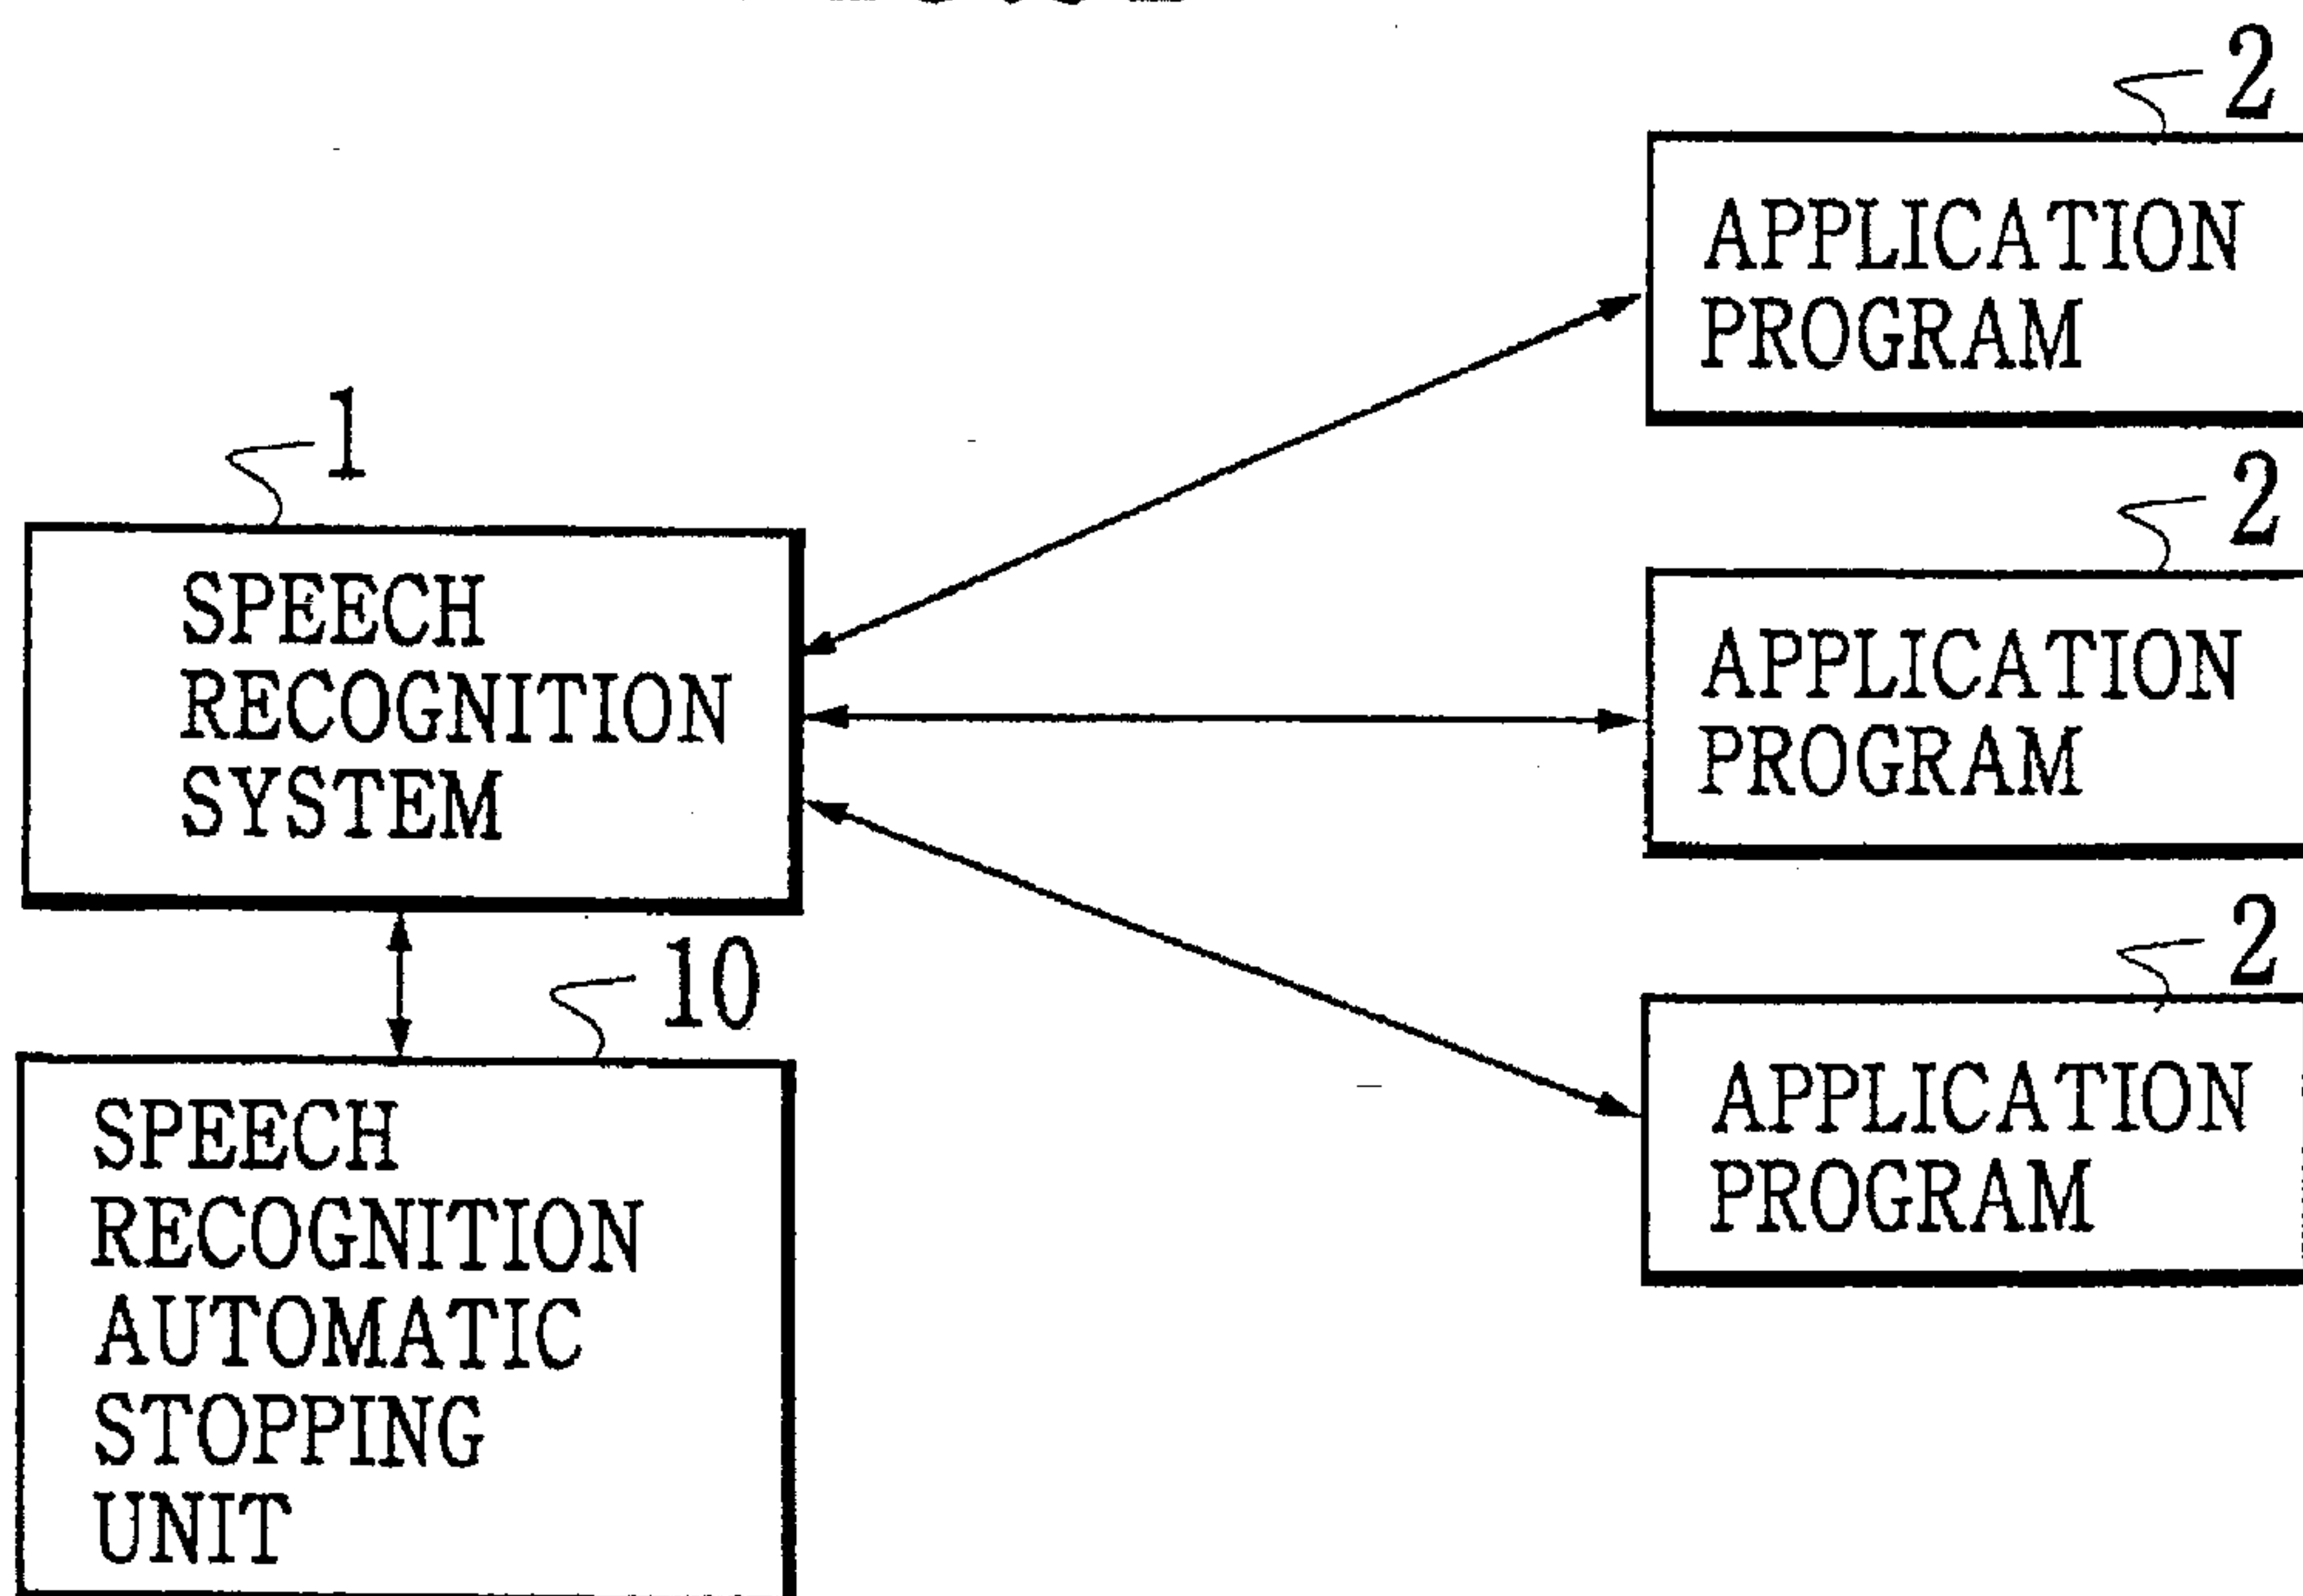 2
APPLICATION
PROGRAM
1
2
SPEECH
RECOGNITION
SYSTEM
APPLICATION
PROGRAM
10
2
SPEECH
RECOGNITION
AUTOMATIC
STOPPING
UNIT
APPLICATION
PROGRAM